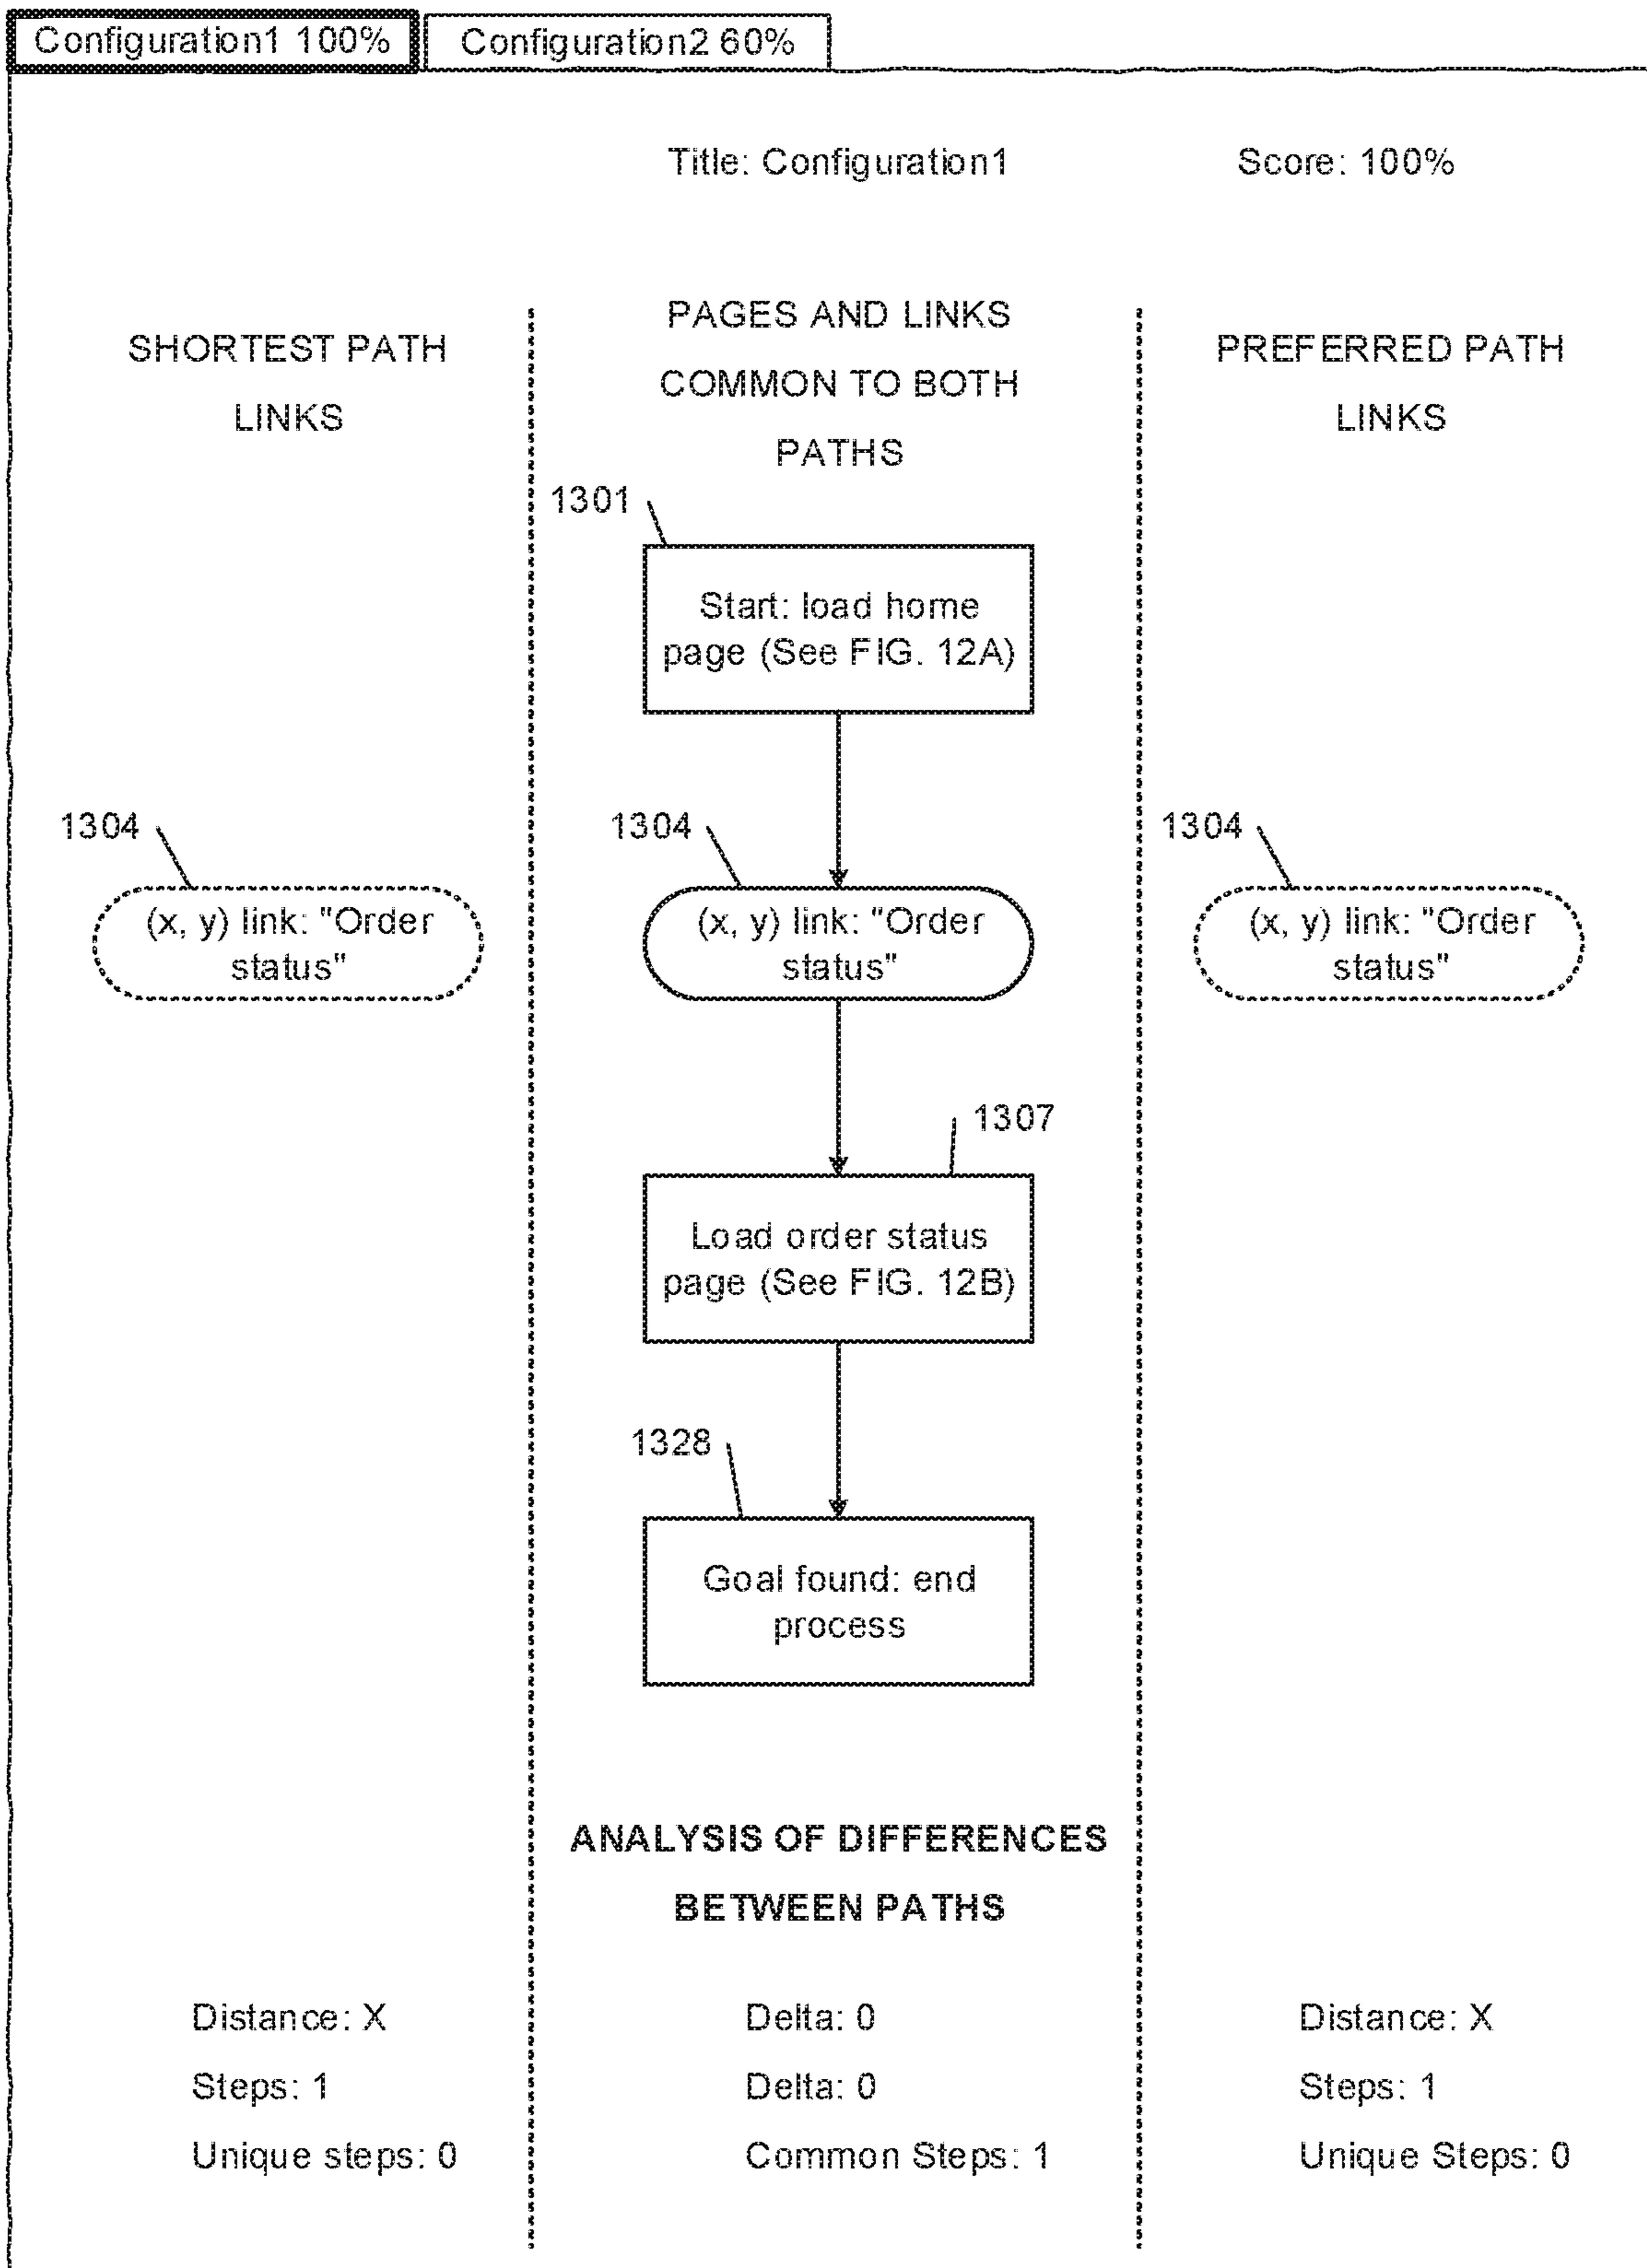 Configuration1 100%
Configuration2 60%
Title: Configuration1
Score: 100%
SHORTEST PATH
LINKS
PAGES AND LINKS
COMMON TO BOTH
PATHS
PREFERRED PATH
LINKS
1301
Start: load home
page (See FIG. 12A)
1304
(x, y) link: "Order
status"
1304
(x, y) link: "Order
status"
1304
(x, y) link: "Order
status"
1307
Load order status
page (See FIG. 12B)
1328
Goal found: end
process
ANALYSIS OF DIFFERENCES
BETWEEN PATHS
Distance: X
Delta: 0
Distance: X
Steps: 1
Delta: 0
Steps: 1
Unique steps: 0
Common Steps: 1
Unique Steps: 0